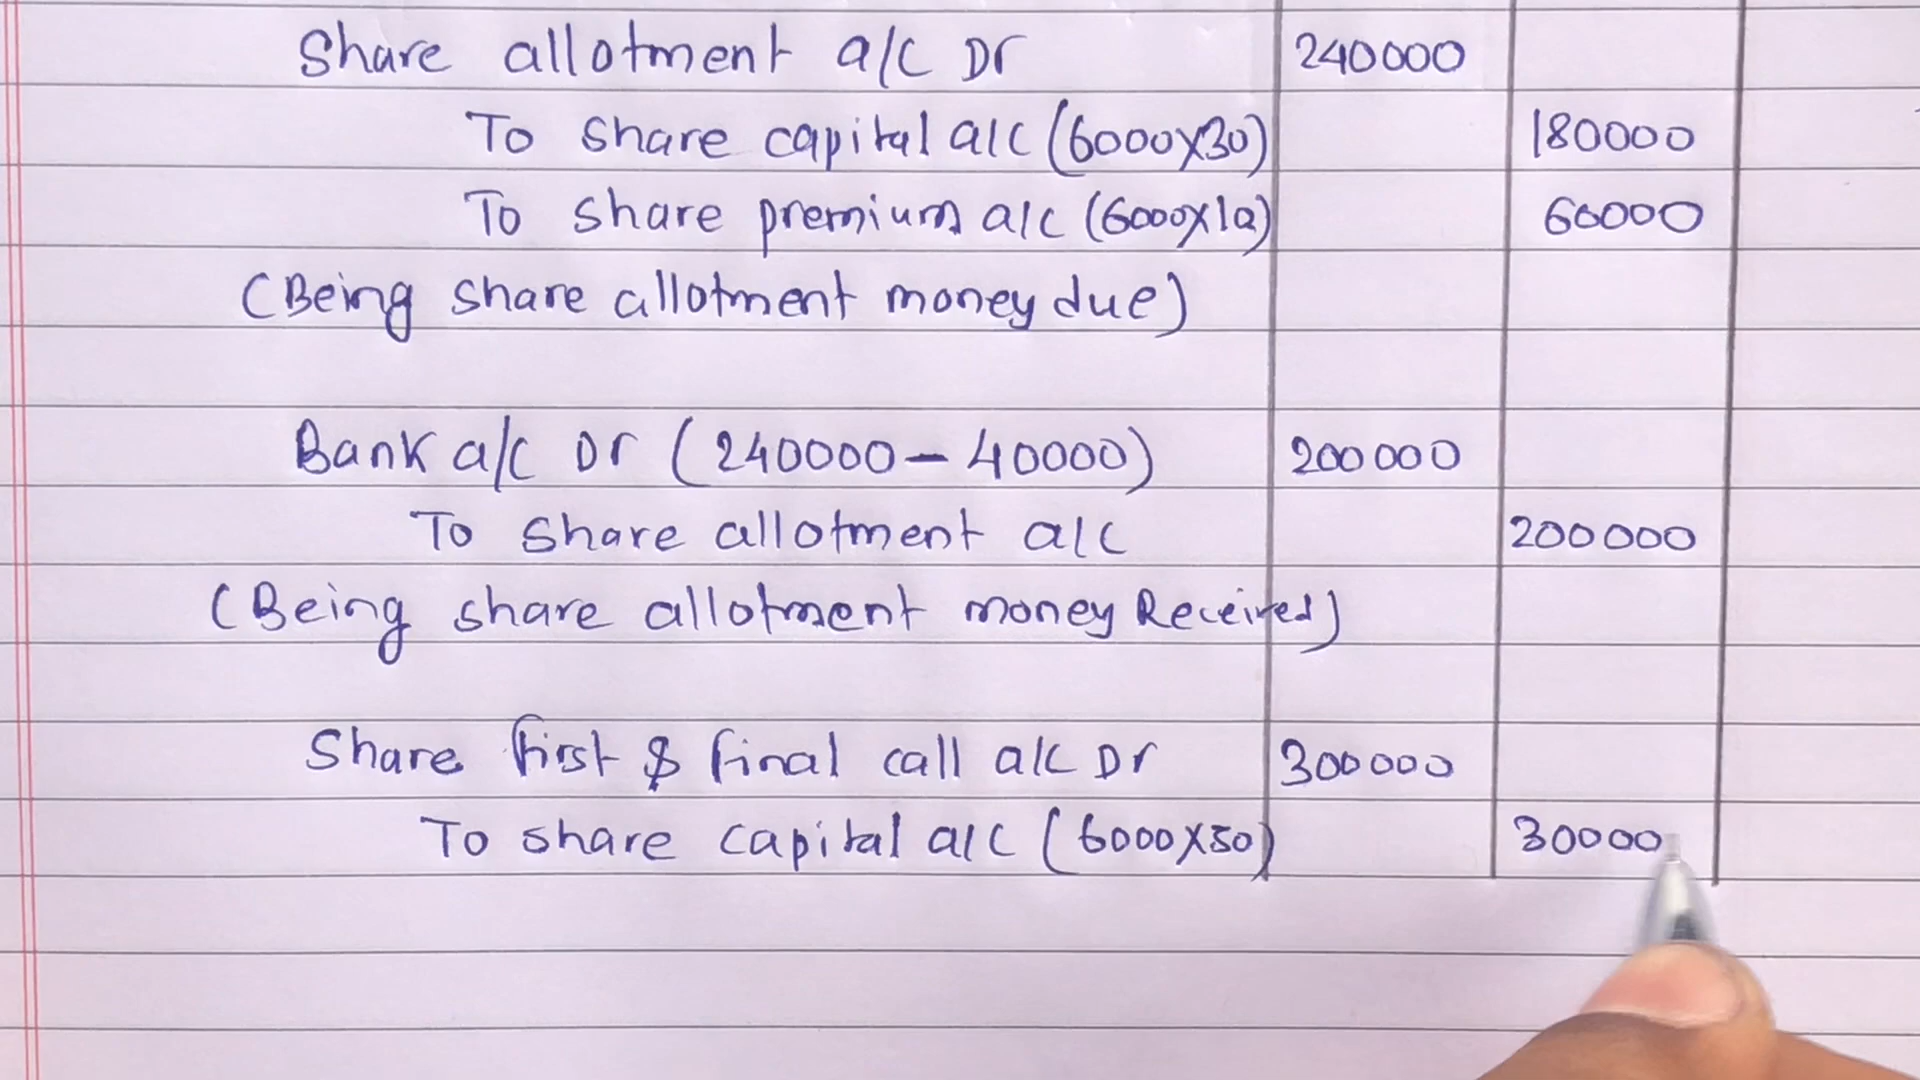 Share allotment a/c Dr 240000
To share capital a/c (6000x30) 180000
To share premium a/c (6000x10) 60000
(Being share allotment money due)
Bank a/c Dr (240000-40000) 200000
To share allotment a/c 200000
(Being share allotment money Received)
Share first & final call a/c Dr 300000
To share capital a/c (6000x50) 30000